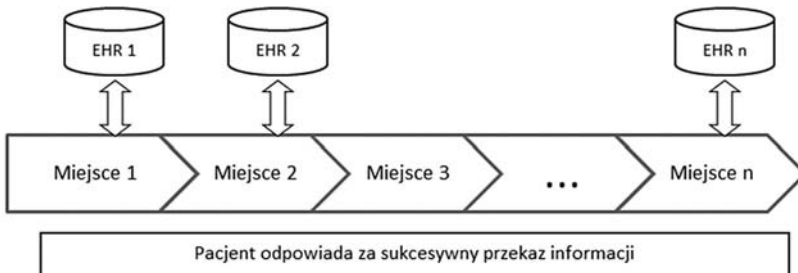 EHR 1
EHR 2
EHR n
Miejsce 1
Miejsce 2
Miejsce 3
...
Miejsce n
Pacjent odpowiada za sukcesywny przekaz informacji